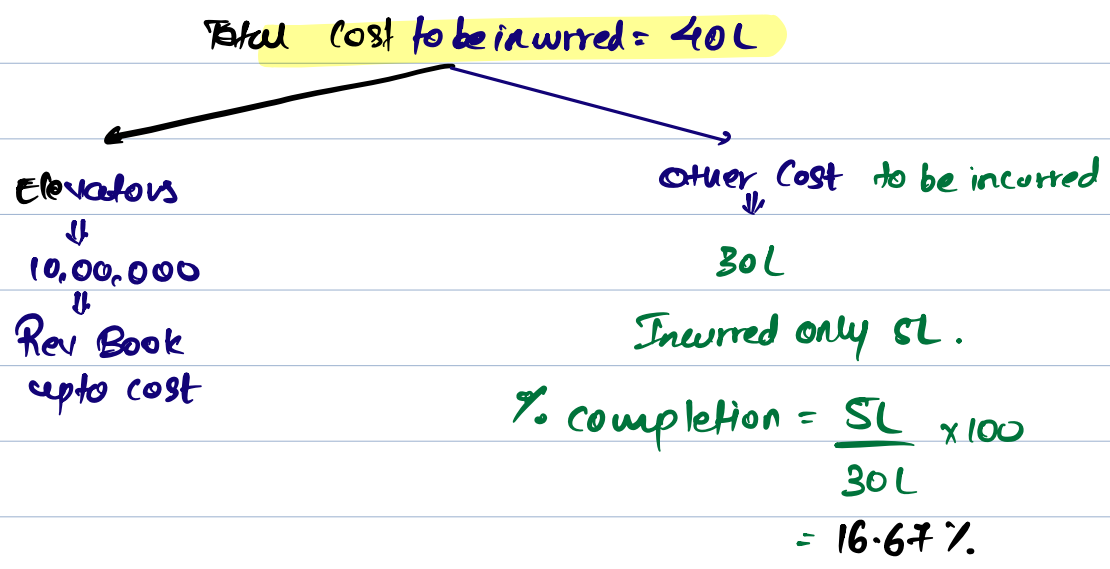 Total Cost to be incurred = 40L
Elevators
⇓
10,00,000
⇓
Rev Book
upto cost
Other Cost to be incurred
⇓
30L
Incurred only 5L.
% completion = 5L / 30L × 100
= 16.67 %